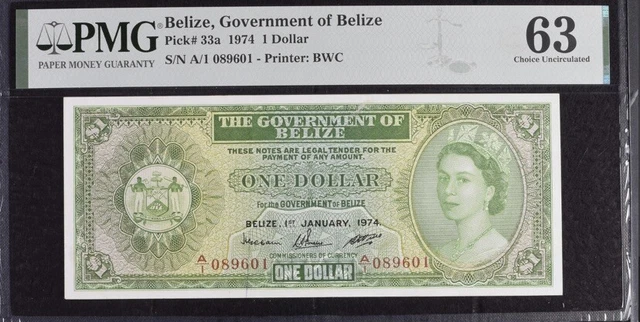 PMG
PAPER MONEY GUARANTY
Belize, Government of Belize
Pick# 33a 1974 1 Dollar
S/N A/1 089601 - Printer: BWC
63
Choice Uncirculated
$1
$1
THE GOVERNMENT OF
BELIZE
THESE NOTES ARE LEGAL TENDER FOR THE
PAYMENT OF ANY AMOUNT.
ONE DOLLAR
For the GOVERNMENT OF BELIZE
BELIZE, 1ST JANUARY, 1974.
COMMISSIONERS OF CURRENCY
A/1 089601
A/1 089601
$1
ONE DOLLAR
$1